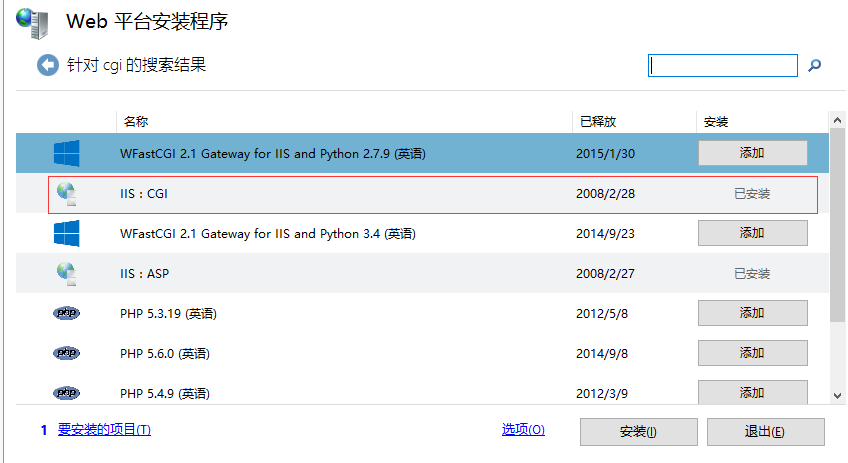 Web 平台安装程序
针对 cgi 的搜索结果
名称 已释放 安装
WFastCGI 2.1 Gateway for IIS and Python 2.7.9 (英语) 2015/1/30 添加
IIS：CGI 2008/2/28 已安装
WFastCGI 2.1 Gateway for IIS and Python 3.4 (英语) 2014/9/23 添加
IIS：ASP 2008/2/27 已安装
php PHP 5.3.19 (英语) 2012/5/8 添加
php PHP 5.6.0 (英语) 2014/9/8 添加
php PHP 5.4.9 (英语) 2012/3/9 添加
1 要安装的项目(T) 选项(O) 安装(I) 退出(E)